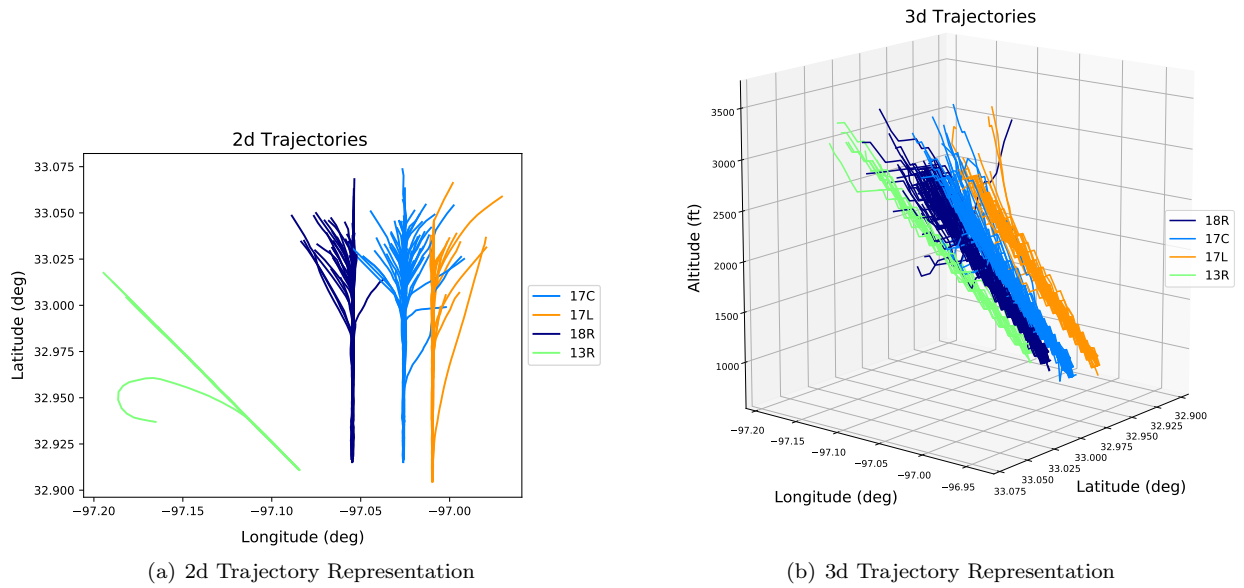 2d Trajectories
33.075
33.050
33.025
33.000
32.975
32.950
32.925
32.900
Latitude (deg)
−97.20
−97.15
−97.10
−97.05
−97.00
Longitude (deg)
17C
17L
18R
13R
(a) 2d Trajectory Representation
3d Trajectories
3500
3000
2500
2000
1500
1000
Altitude (ft)
−97.20
−97.15
−97.10
−97.05
−97.00
−96.95
Longitude (deg)
33.075
33.050
33.025
33.000
32.975
32.950
32.925
32.900
Latitude (deg)
18R
17C
17L
13R
(b) 3d Trajectory Representation